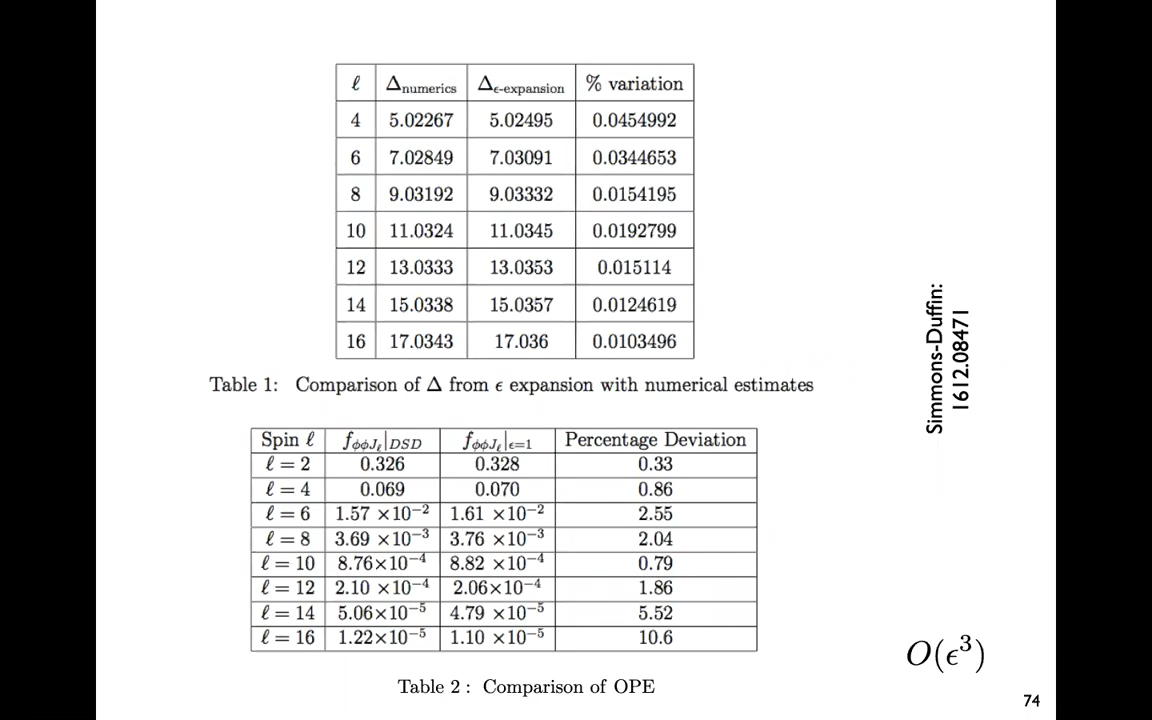 ℓ Δnumerics Δϵ-expansion % variation
4 5.02267 5.02495 0.0454992
6 7.02849 7.03091 0.0344653
8 9.03192 9.03332 0.0154195
10 11.0324 11.0345 0.0192799
12 13.0333 13.0353 0.015114
14 15.0338 15.0357 0.0124619
16 17.0343 17.036 0.0103496
Table 1: Comparison of Δ from ϵ expansion with numerical estimates
Spin ℓ f_{ϕϕJ_ℓ}|_{DSD} f_{ϕϕJ_ℓ}|_{ϵ=1} Percentage Deviation
ℓ = 2 0.326 0.328 0.33
ℓ = 4 0.069 0.070 0.86
ℓ = 6 1.57 ×10⁻² 1.61 ×10⁻² 2.55
ℓ = 8 3.69 ×10⁻³ 3.76 ×10⁻³ 2.04
ℓ = 10 8.76×10⁻⁴ 8.82 ×10⁻⁴ 0.79
ℓ = 12 2.10 ×10⁻⁴ 2.06×10⁻⁴ 1.86
ℓ = 14 5.06×10⁻⁵ 4.79 ×10⁻⁵ 5.52
ℓ = 16 1.22×10⁻⁵ 1.10 ×10⁻⁵ 10.6
Table 2 : Comparison of OPE
Simmons-Duffin:
1612.08471
O(ϵ³)
74